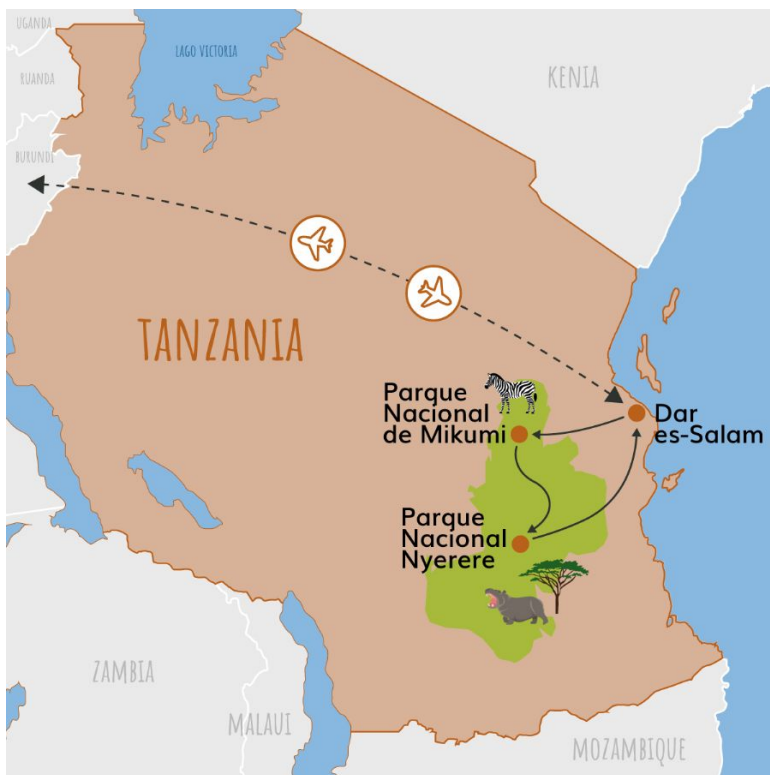 UGANDA
LAGO VICTORIA
KENIA
RUANDA
BURUNDI
TANZANIA
Parque
Nacional
de Mikumi
Dar
es-Salam
Parque
Nacional
Nyerere
ZAMBIA
MALAUI
MOZAMBIQUE